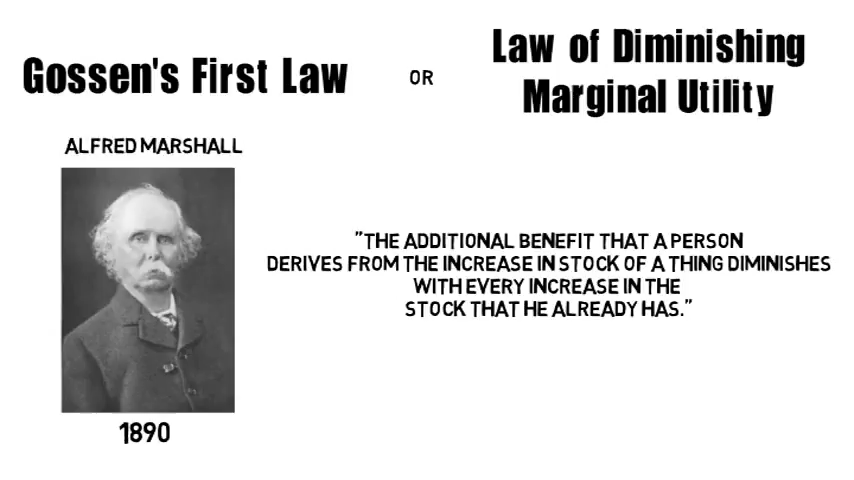 Gossen's First Law
OR
Law of Diminishing
Marginal Utility
ALFRED MARSHALL
"THE ADDITIONAL BENEFIT THAT A PERSON
DERIVES FROM THE INCREASE IN STOCK OF A THING DIMINISHES
WITH EVERY INCREASE IN THE
STOCK THAT HE ALREADY HAS."
1890